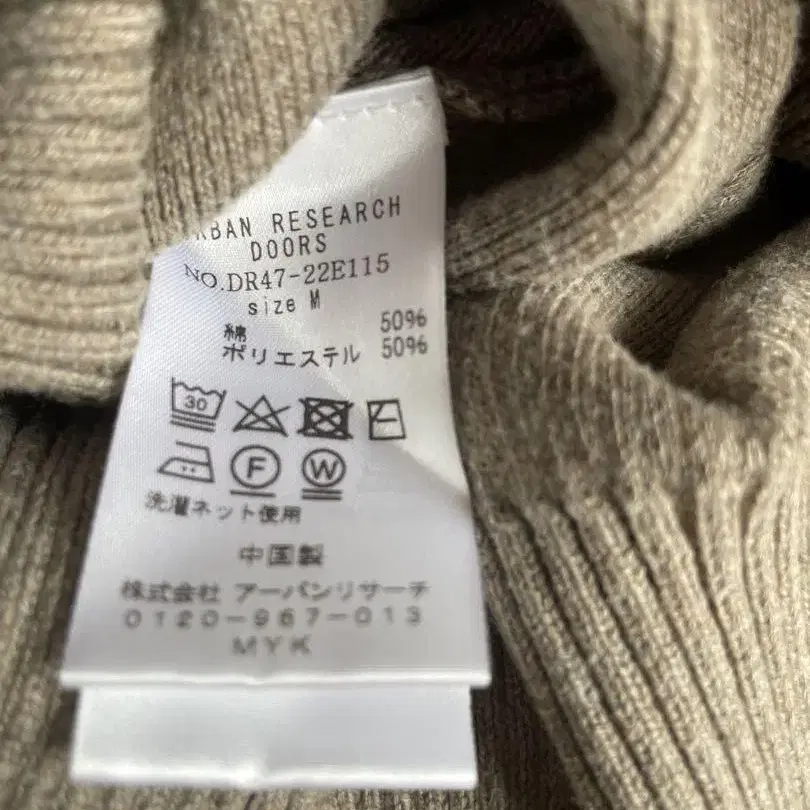 RBAN RESEARCH
DOORS
NO.DR47-22E115
size M
綿 50%
ポリエステル 50%
30
F W
洗濯ネット使用
中国製
株式会社 アーバンリサーチ
0120-967-013
MYK